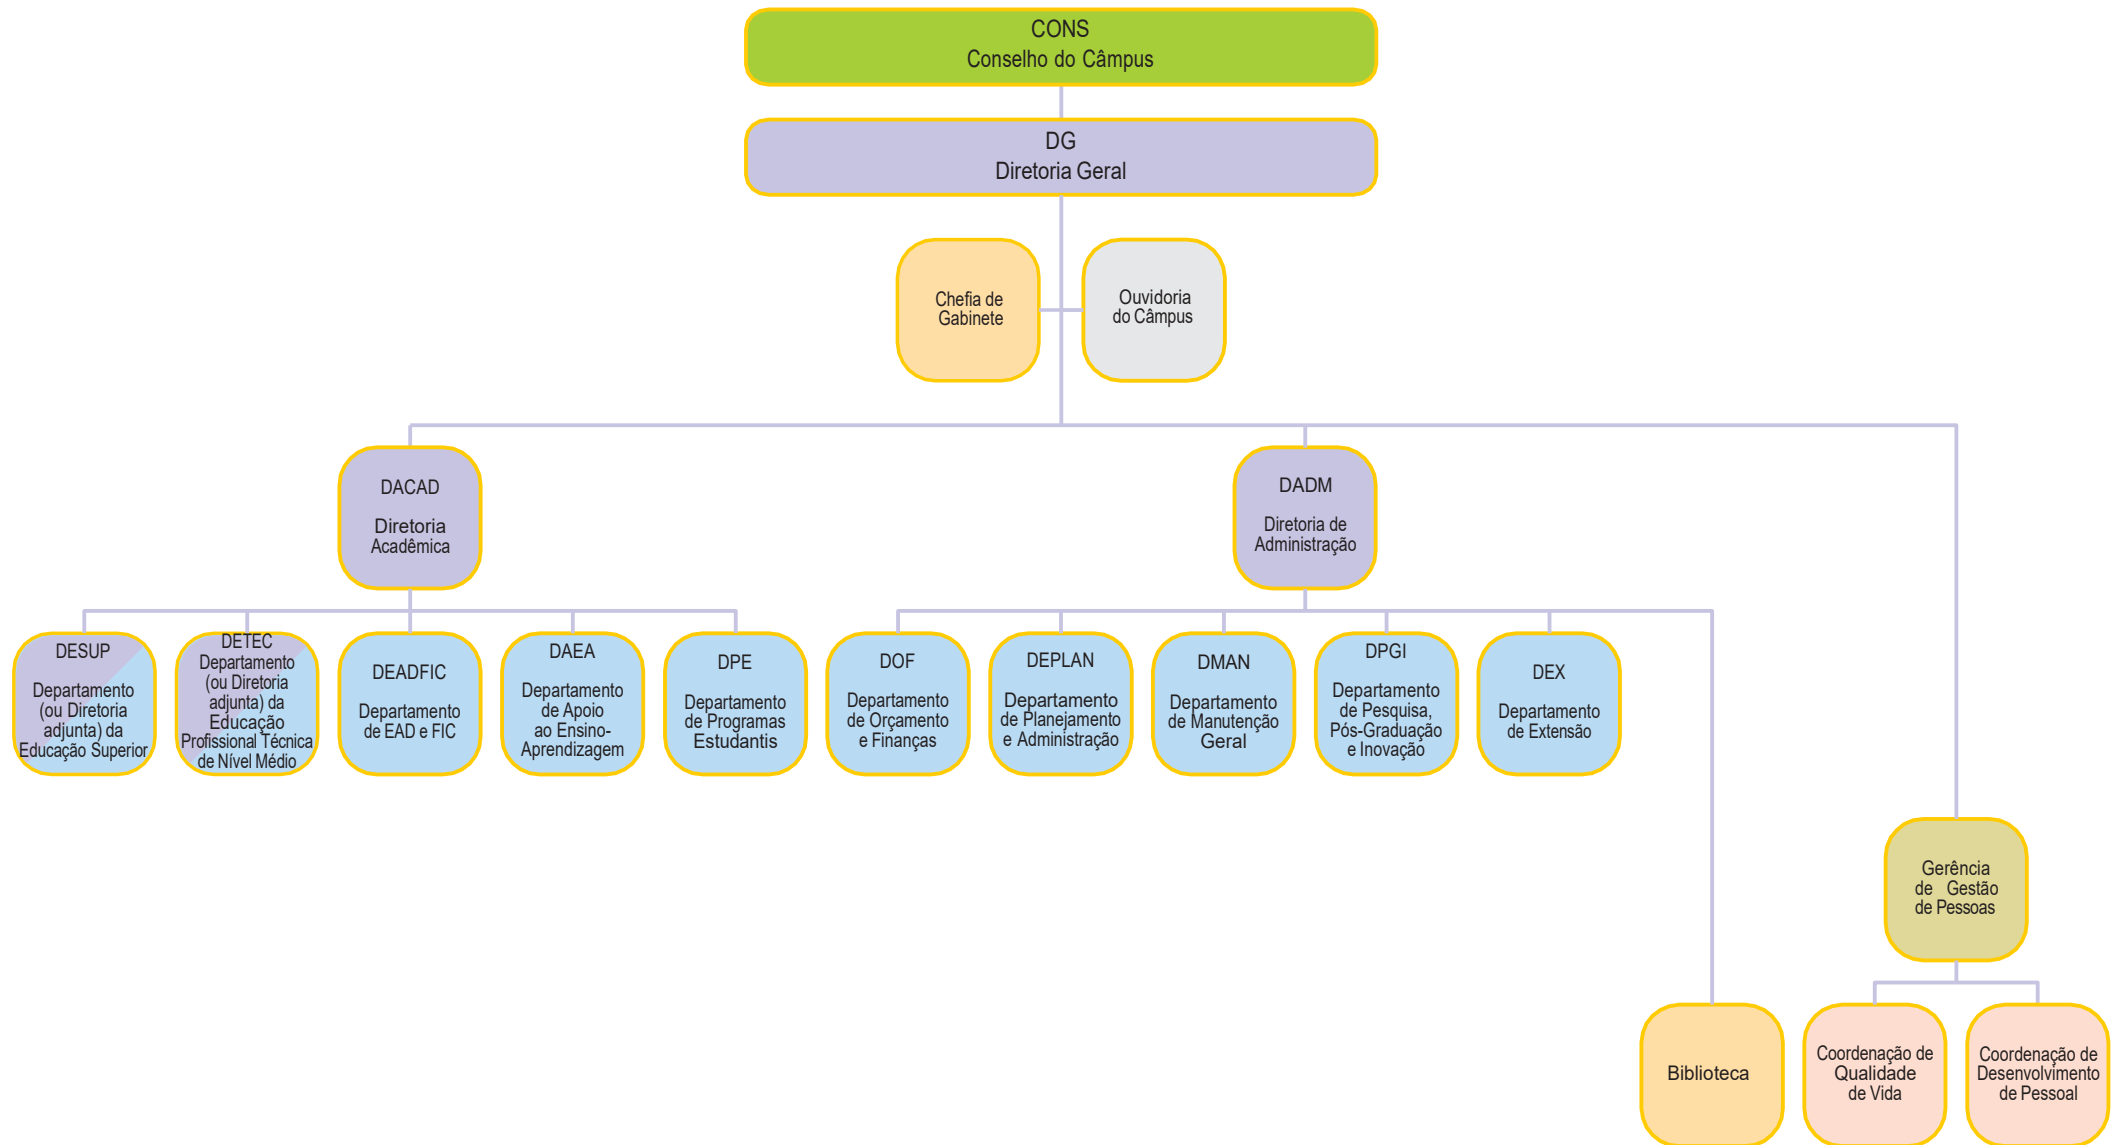 CONS
Conselho do Câmpus
DG
Diretoria Geral
Chefia de
Gabinete
Ouvidoria
do Câmpus
DACAD
Diretoria
Acadêmica
DADM
Diretoria de
Administração
DESUP
Departamento
(ou Diretoria
adjunta) da
Educação Superior
DETEC
Departamento
(ou Diretoria
adjunta) da
Educação
Profissional Técnica
de Nível Médio
DEADFIC
Departamento
de EAD e FIC
DAEA
Departamento
de Apoio
ao Ensino-
Aprendizagem
DPE
Departamento
de Programas
Estudantis
DOF
Departamento
de Orçamento
e Finanças
DEPLAN
Departamento
de Planejamento
e Administração
DMAN
Departamento
de Manutenção
Geral
DPGI
Departamento
de Pesquisa,
Pós-Graduação
e Inovação
DEX
Departamento
de Extensão
Gerência
de Gestão
de Pessoas
Biblioteca
Coordenação de
Qualidade
de Vida
Coordenação de
Desenvolvimento
de Pessoal